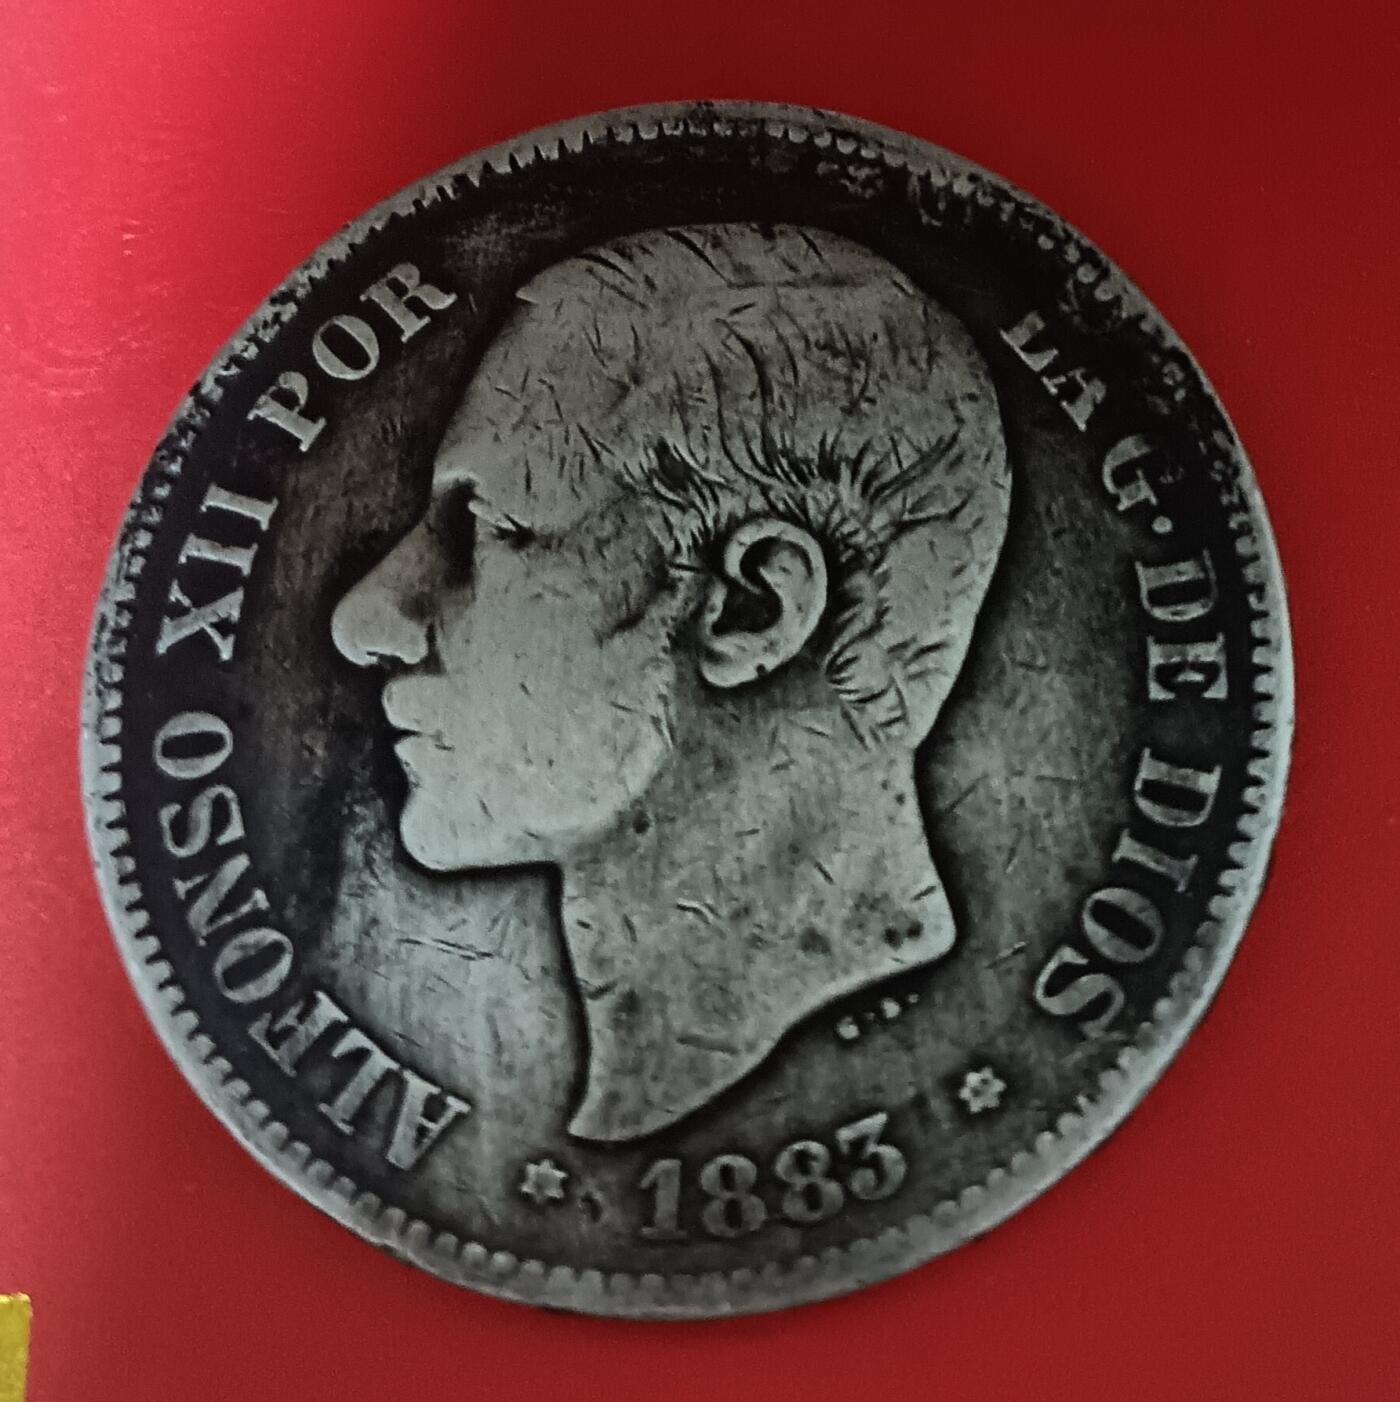 ALFONSO XII POR LA G. DE DIOS
G.S.
* 1883 *